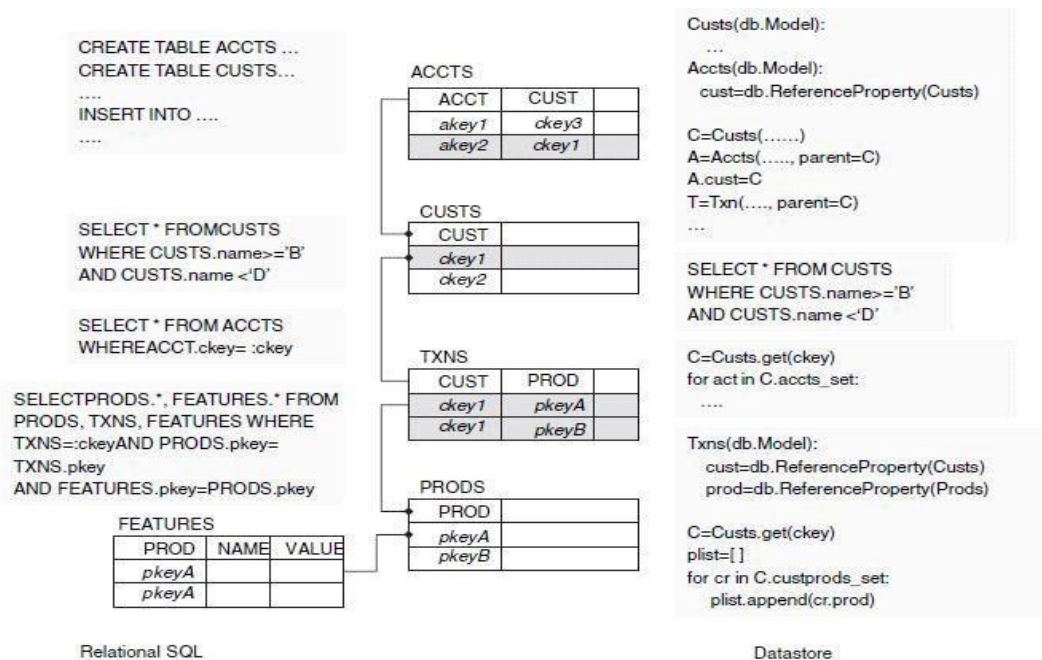 CREATE TABLE ACCTS ...
CREATE TABLE CUSTS...
....
INSERT INTO ....
....
SELECT * FROMCUSTS
WHERE CUSTS.name>='B'
AND CUSTS.name <'D'
SELECT * FROM ACCTS
WHEREACCT.ckey= :ckey
SELECTPRODS.*, FEATURES.* FROM
PRODS, TXNS, FEATURES WHERE
TXNS=:ckeyAND PRODS.pkey=
TXNS.pkey
AND FEATURES.pkey=PRODS.pkey
FEATURES
PROD NAME VALUE
pkeyA
pkeyA
Relational SQL
ACCTS
ACCT CUST
akey1 ckey3
akey2 ckey1
CUSTS
CUST
ckey1
ckey2
TXNS
CUST PROD
ckey1 pkeyA
ckey1 pkeyB
PRODS
PROD
pkeyA
pkeyB
Custs(db.Model):
...
Accts(db.Model):
cust=db.ReferenceProperty(Custs)
C=Custs(......)
A=Accts(....., parent=C)
A.cust=C
T=Txn(...., parent=C)
...
SELECT * FROM CUSTS
WHERE CUSTS.name>='B'
AND CUSTS.name <'D'
C=Custs.get(ckey)
for act in C.accts_set:
....
Txns(db.Model):
cust=db.ReferenceProperty(Custs)
prod=db.ReferenceProperty(Prods)
C=Custs.get(ckey)
plist=[ ]
for cr in C.custprods_set:
plist.append(cr.prod)
Datastore